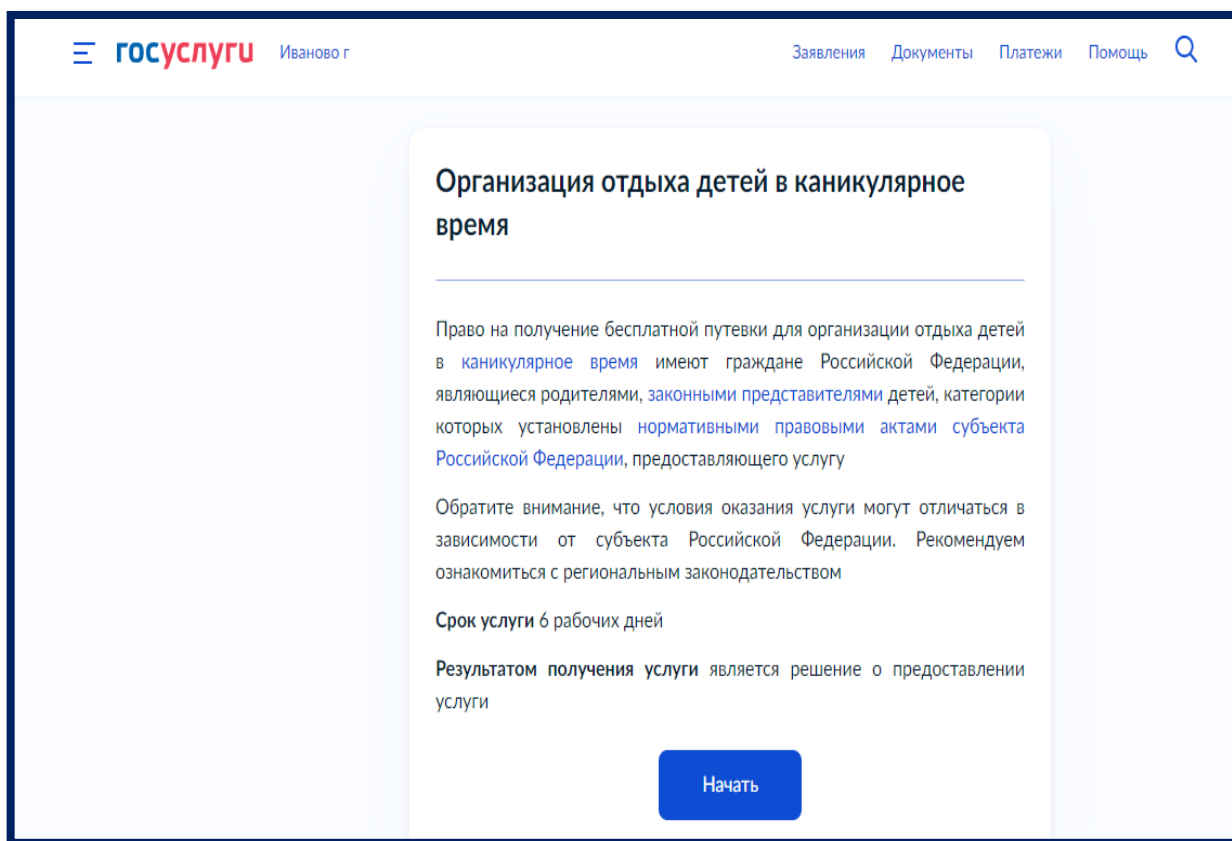 госуслуги Иваново г Заявления Документы Платежи Помощь
Организация отдыха детей в каникулярное
время
Право на получение бесплатной путевки для организации отдыха детей
в каникулярное время имеют граждане Российской Федерации,
являющиеся родителями, законными представителями детей, категории
которых установлены нормативными правовыми актами субъекта
Российской Федерации, предоставляющего услугу
Обратите внимание, что условия оказания услуги могут отличаться в
зависимости от субъекта Российской Федерации. Рекомендуем
ознакомиться с региональным законодательством
Срок услуги 6 рабочих дней
Результатом получения услуги является решение о предоставлении
услуги
Начать